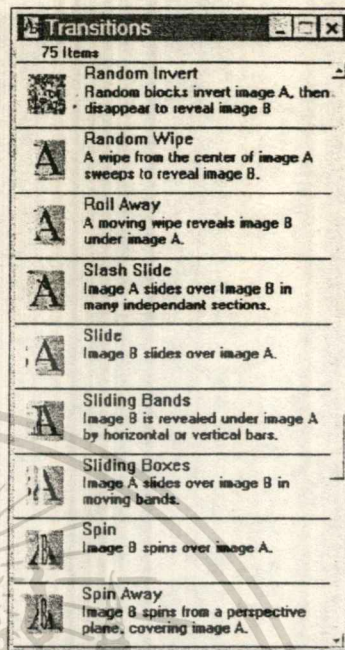 Transitions
75 Items
Random Invert
Random blocks invert image A, then
disappear to reveal image B
Random Wipe
A wipe from the center of image A
sweeps to reveal image B.
Roll Away
A moving wipe reveals image B
under image A.
Slash Slide
Image A slides over Image B in
many independant sections.
Slide
Image B slides over image A.
Sliding Bands
Image B is revealed under image A
by horizontal or vertical bars.
Sliding Boxes
Image A slides over image B in
moving bands.
Spin
Image B spins over image A.
Spin Away
Image B spins from a perspective
plane, covering image A.